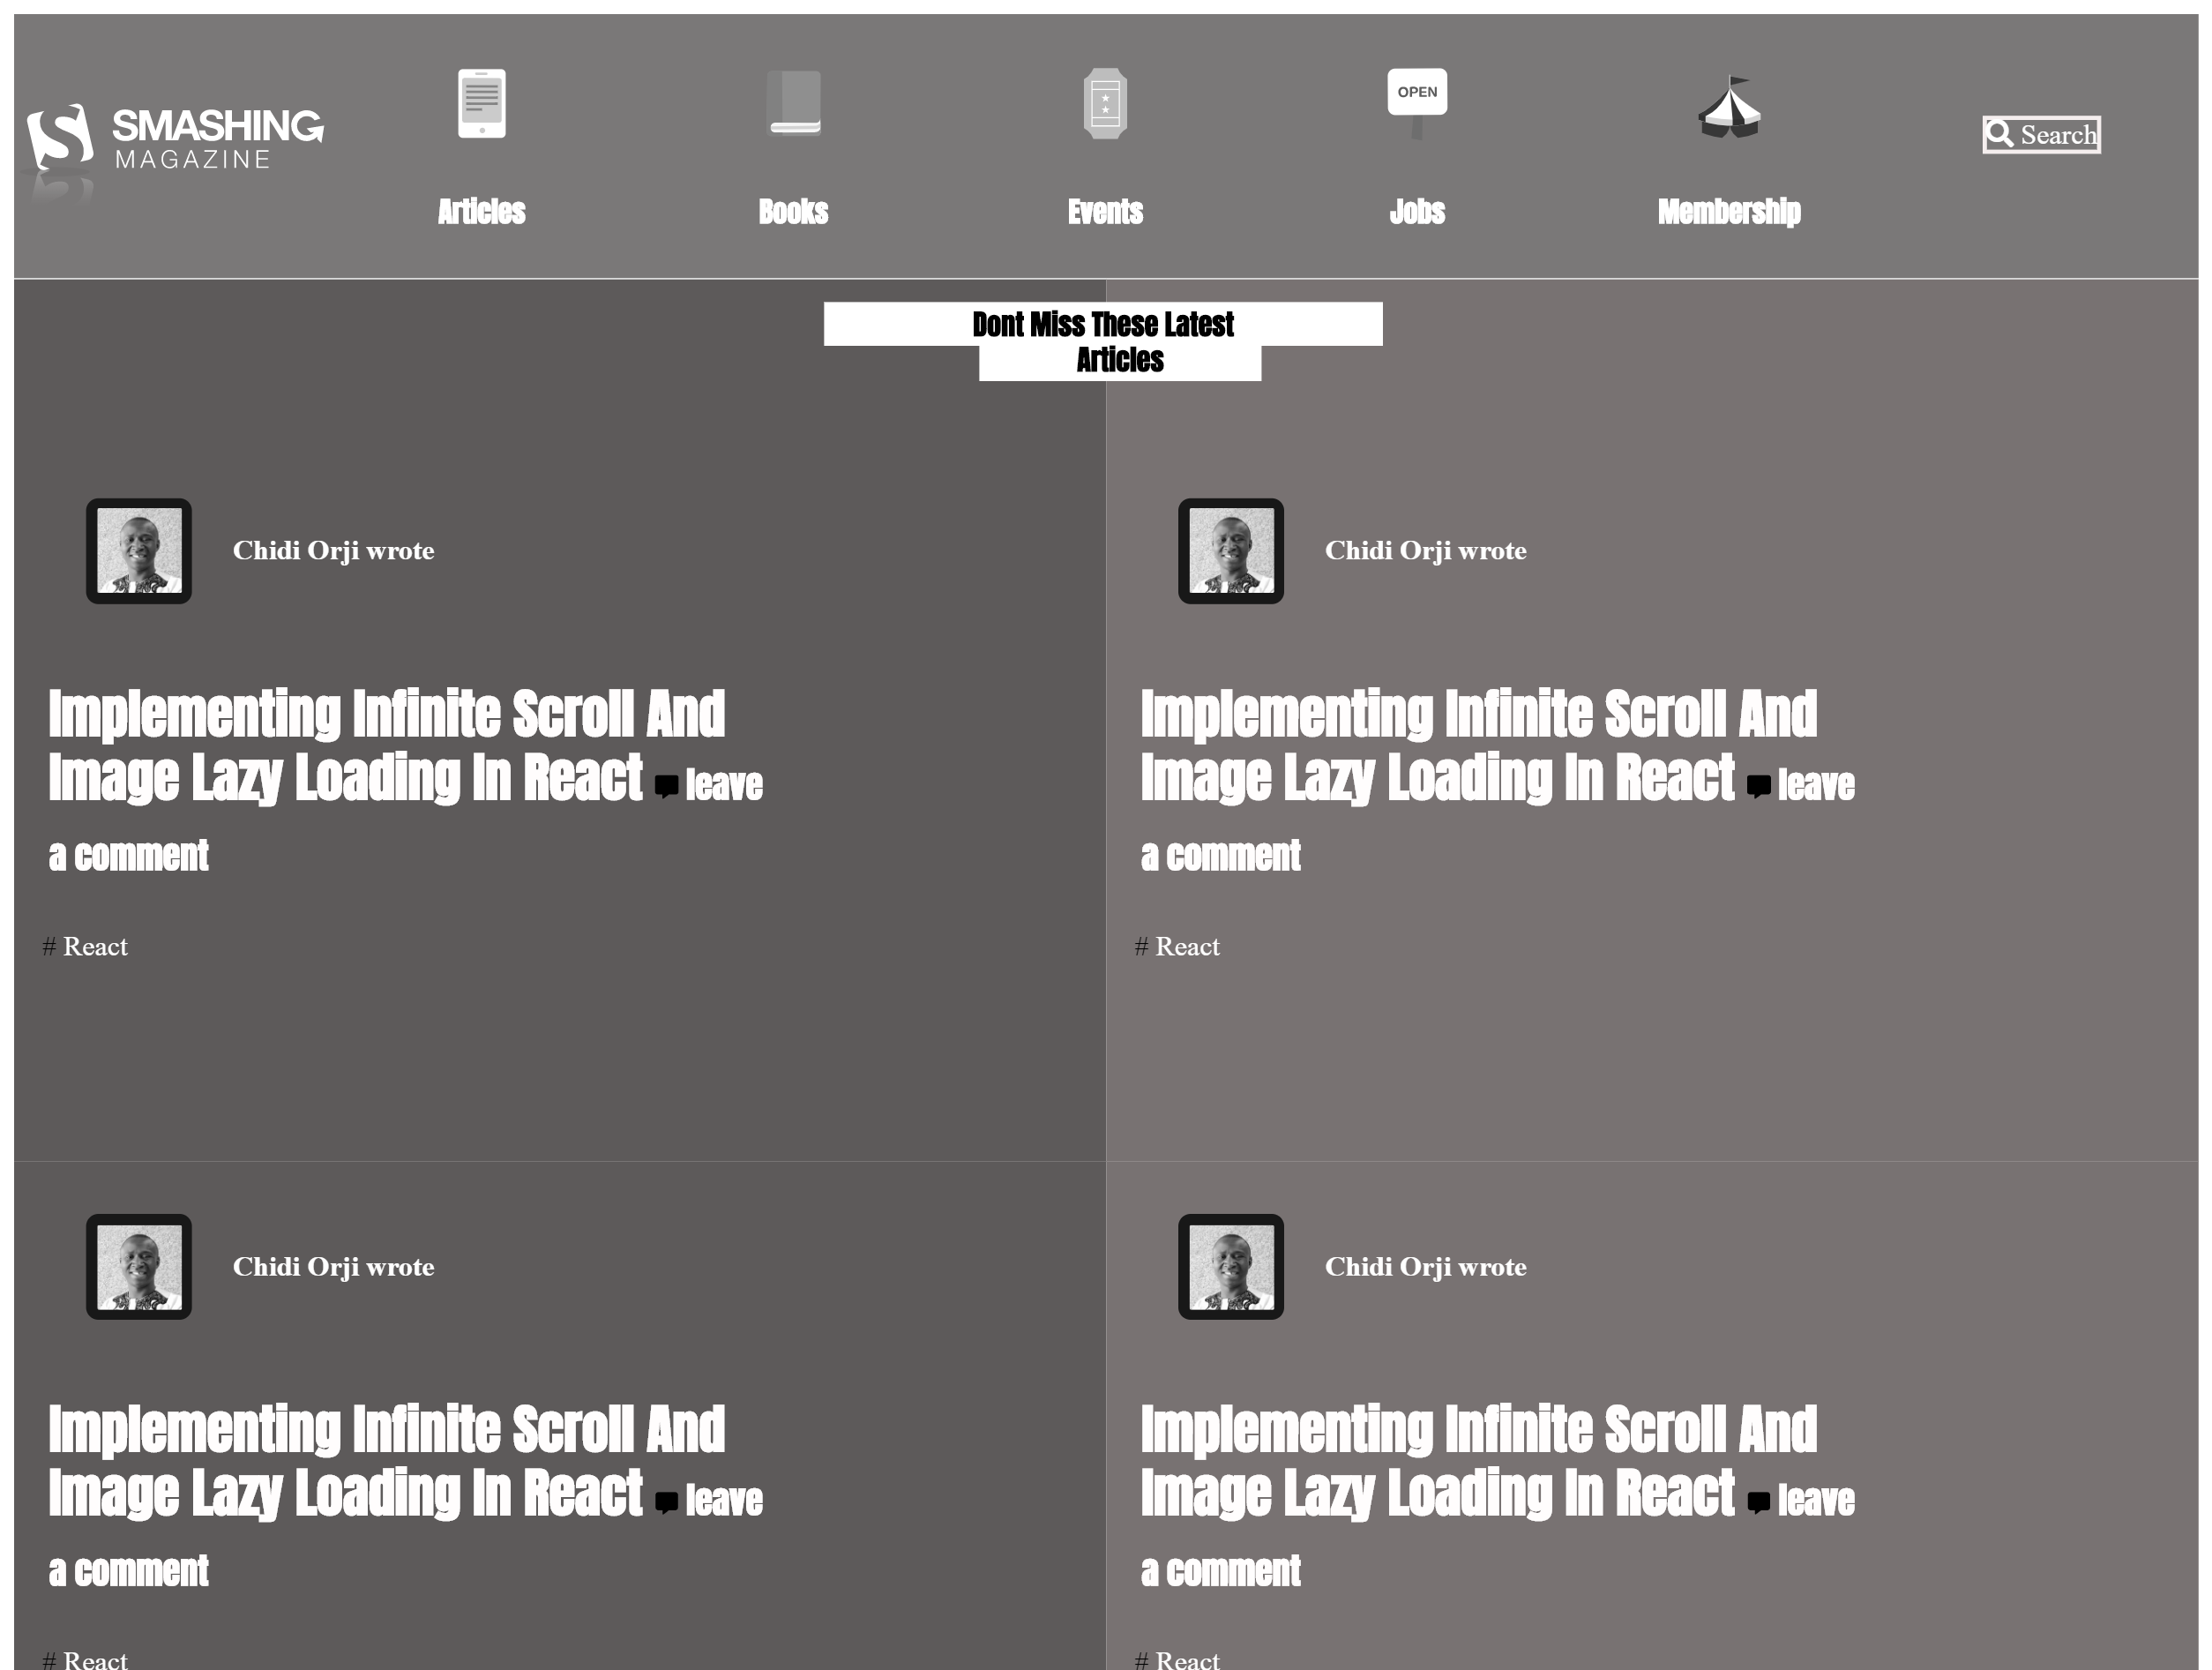 SMASHING
MAGAZINE
OPEN
Articles
Books
Events
Jobs
Membership
Search
Dont Miss These Latest
Articles
Chidi Orji wrote
Implementing Infinite Scroll And
Image Lazy Loading In React leave
a comment
# React
Chidi Orji wrote
Implementing Infinite Scroll And
Image Lazy Loading In React leave
a comment
# React
Chidi Orji wrote
Implementing Infinite Scroll And
Image Lazy Loading In React leave
a comment
# React
Chidi Orji wrote
Implementing Infinite Scroll And
Image Lazy Loading In React leave
a comment
# React